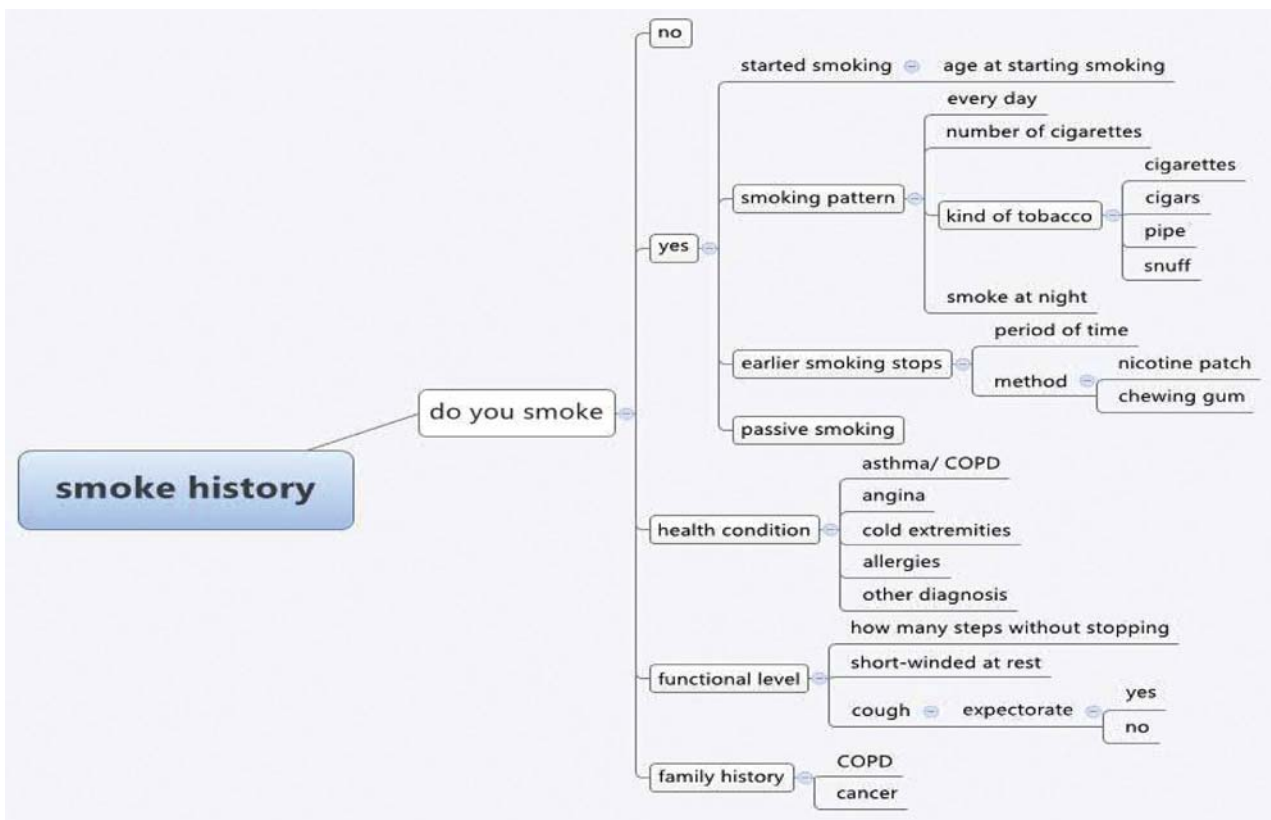 no
started smoking
age at starting smoking
every day
number of cigarettes
cigarettes
smoking pattern
cigars
kind of tobacco
pipe
yes
snuff
smoke at night
period of time
earlier smoking stops
nicotine patch
method
chewing gum
do you smoke
passive smoking
asthma/ COPD
smoke history
angina
health condition
cold extremities
allergies
other diagnosis
how many steps without stopping
short-winded at rest
functional level
yes
cough
expectorate
no
COPD
family history
cancer